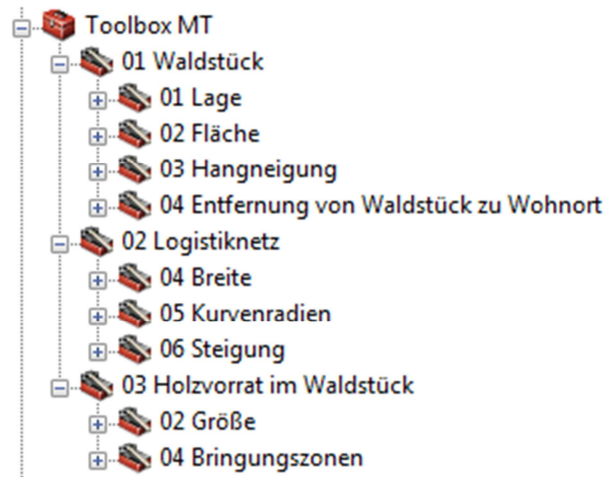 Toolbox MT
01 Waldstück
01 Lage
02 Fläche
03 Hangneigung
04 Entfernung von Waldstück zu Wohnort
02 Logistiknetz
04 Breite
05 Kurvenradien
06 Steigung
03 Holzvorrat im Waldstück
02 Größe
04 Bringungszonen